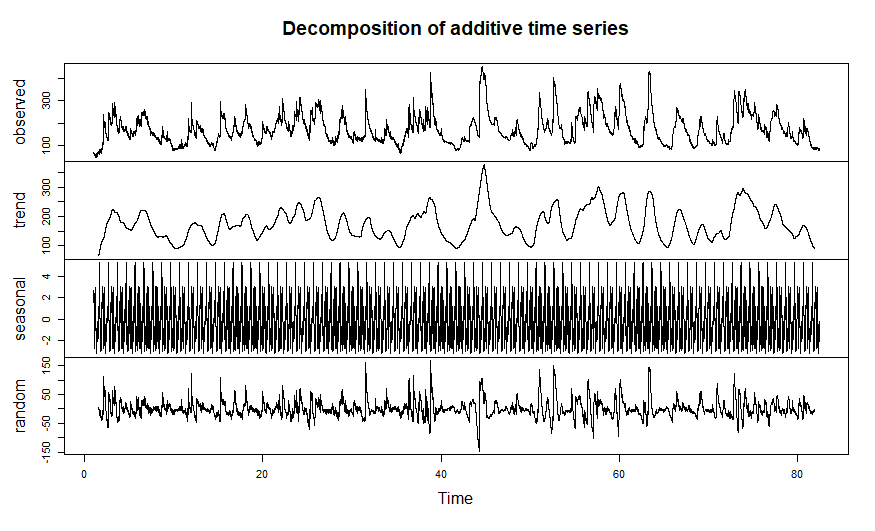 Decomposition of additive time series
observed
100 300
trend
100 200 300
seasonal
-2 0 2 4
random
-150 -50 50 150
0 20 40 60 80
Time